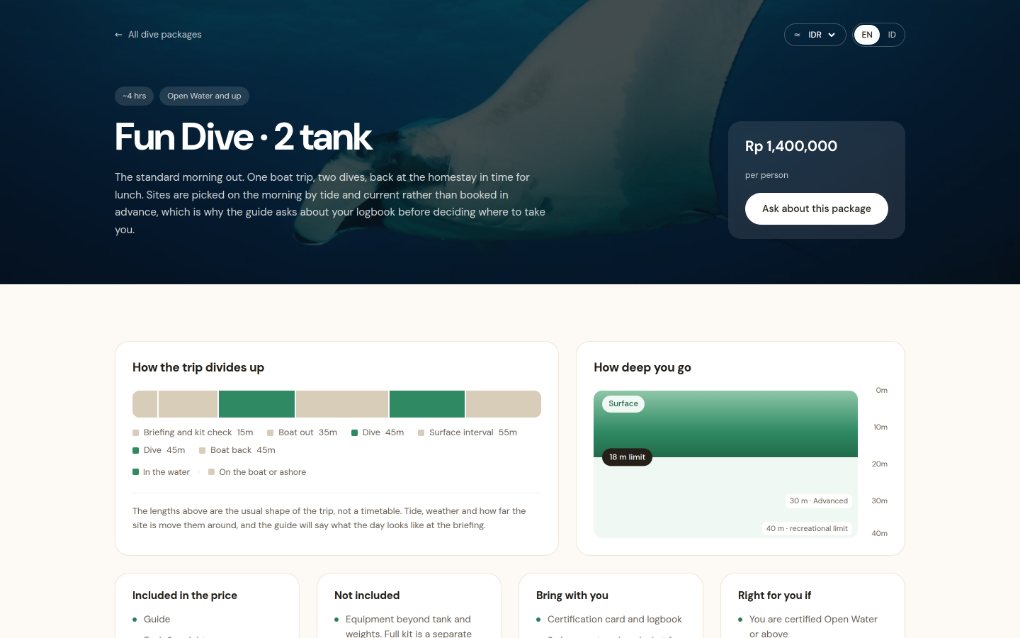 ← All dive packages
≈ IDR
EN ID
~4 hrs
Open Water and up
Fun Dive · 2 tank
The standard morning out. One boat trip, two dives, back at the homestay in time for
lunch. Sites are picked on the morning by tide and current rather than booked in
advance, which is why the guide asks about your logbook before deciding where to take
you.
Rp 1,400,000
per person
Ask about this package
How the trip divides up
Briefing and kit check 15m Boat out 35m Dive 45m Surface interval 55m
Dive 45m Boat back 45m
In the water On the boat or ashore
The lengths above are the usual shape of the trip, not a timetable. Tide, weather and how far the
site is move them around, and the guide will say what the day looks like at the briefing.
How deep you go
0m
Surface
10m
18 m limit
20m
30 m · Advanced
30m
40 m · recreational limit
40m
Included in the price
Guide
Not included
Equipment beyond tank and
weights. Full kit is a separate
Bring with you
Certification card and logbook
Right for you if
You are certified Open Water
or above